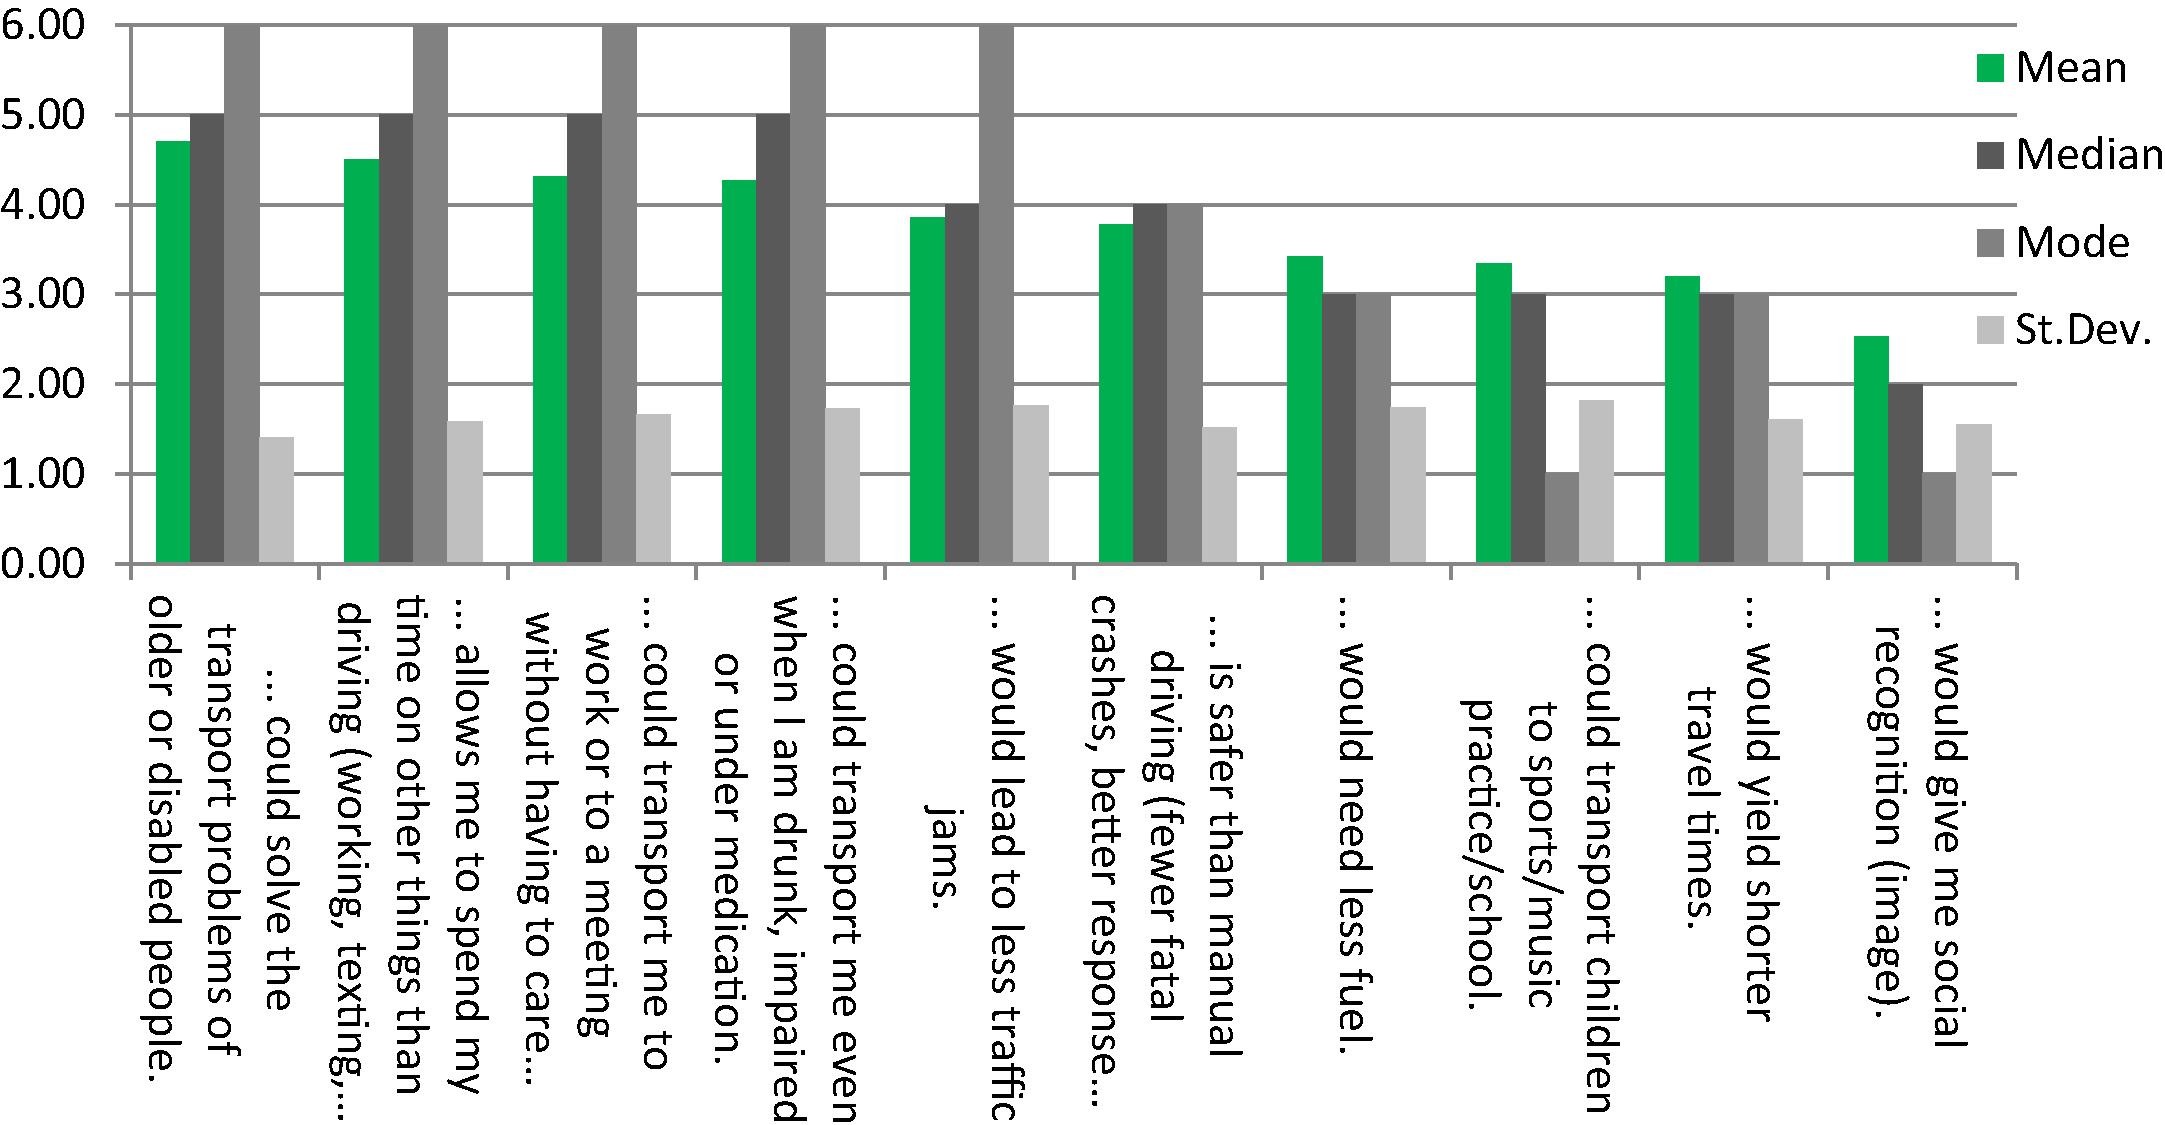 6.00
5.00
4.00
3.00
2.00
1.00
0.00
Mean
Median
Mode
St.Dev.
... could solve the
transport problems of
older or disabled people.
... allows me to spend my
time on other things than
driving (working, texting,...
... could transport me to
work or to a meeting
without having to care...
... could transport me even
when I am drunk, impaired
or under medication.
... would lead to less traffic
jams.
... is safer than manual
driving (fewer fatal
crashes, better response...
... would need less fuel.
... could transport children
to sports/music
practice/school.
... would yield shorter
travel times.
... would give me social
recognition (image).